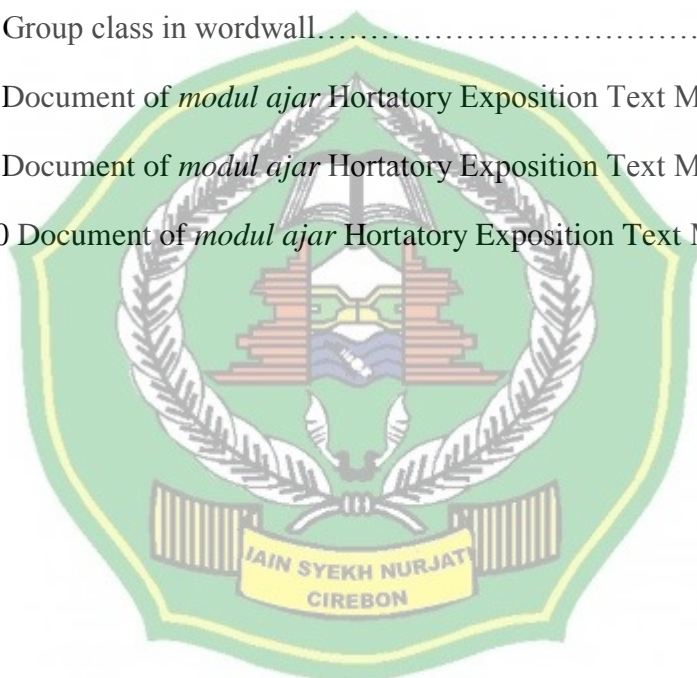 Group class in wordwall……………………………
Document of modul ajar Hortatory Exposition Text M
Document of modul ajar Hortatory Exposition Text M
0 Document of modul ajar Hortatory Exposition Text M
IAIN SYEKH NURJATI
CIREBON